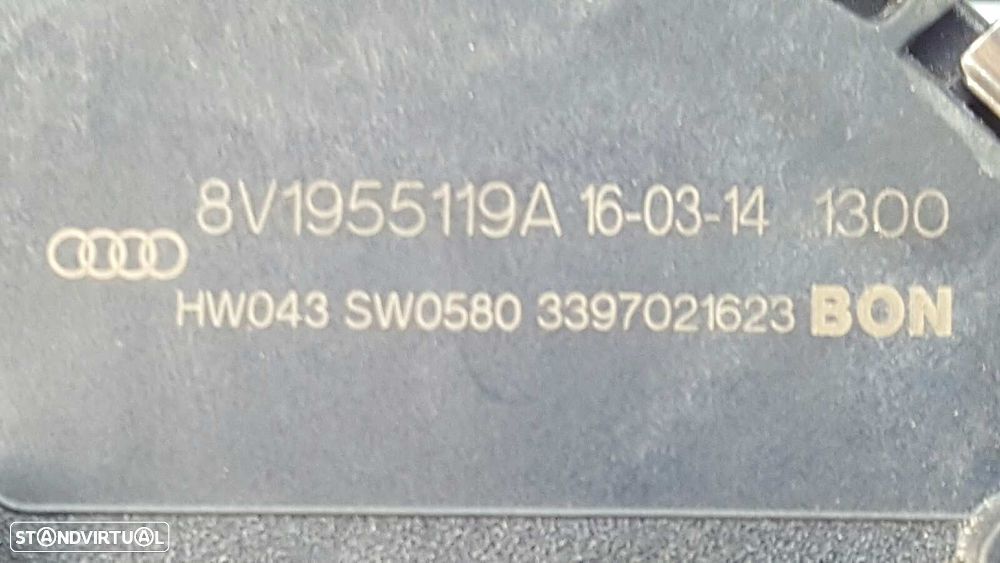 8V1955119A 16-03-14 1300
HW043 SW0580 3397021623 BON
STANDVIRTUAL